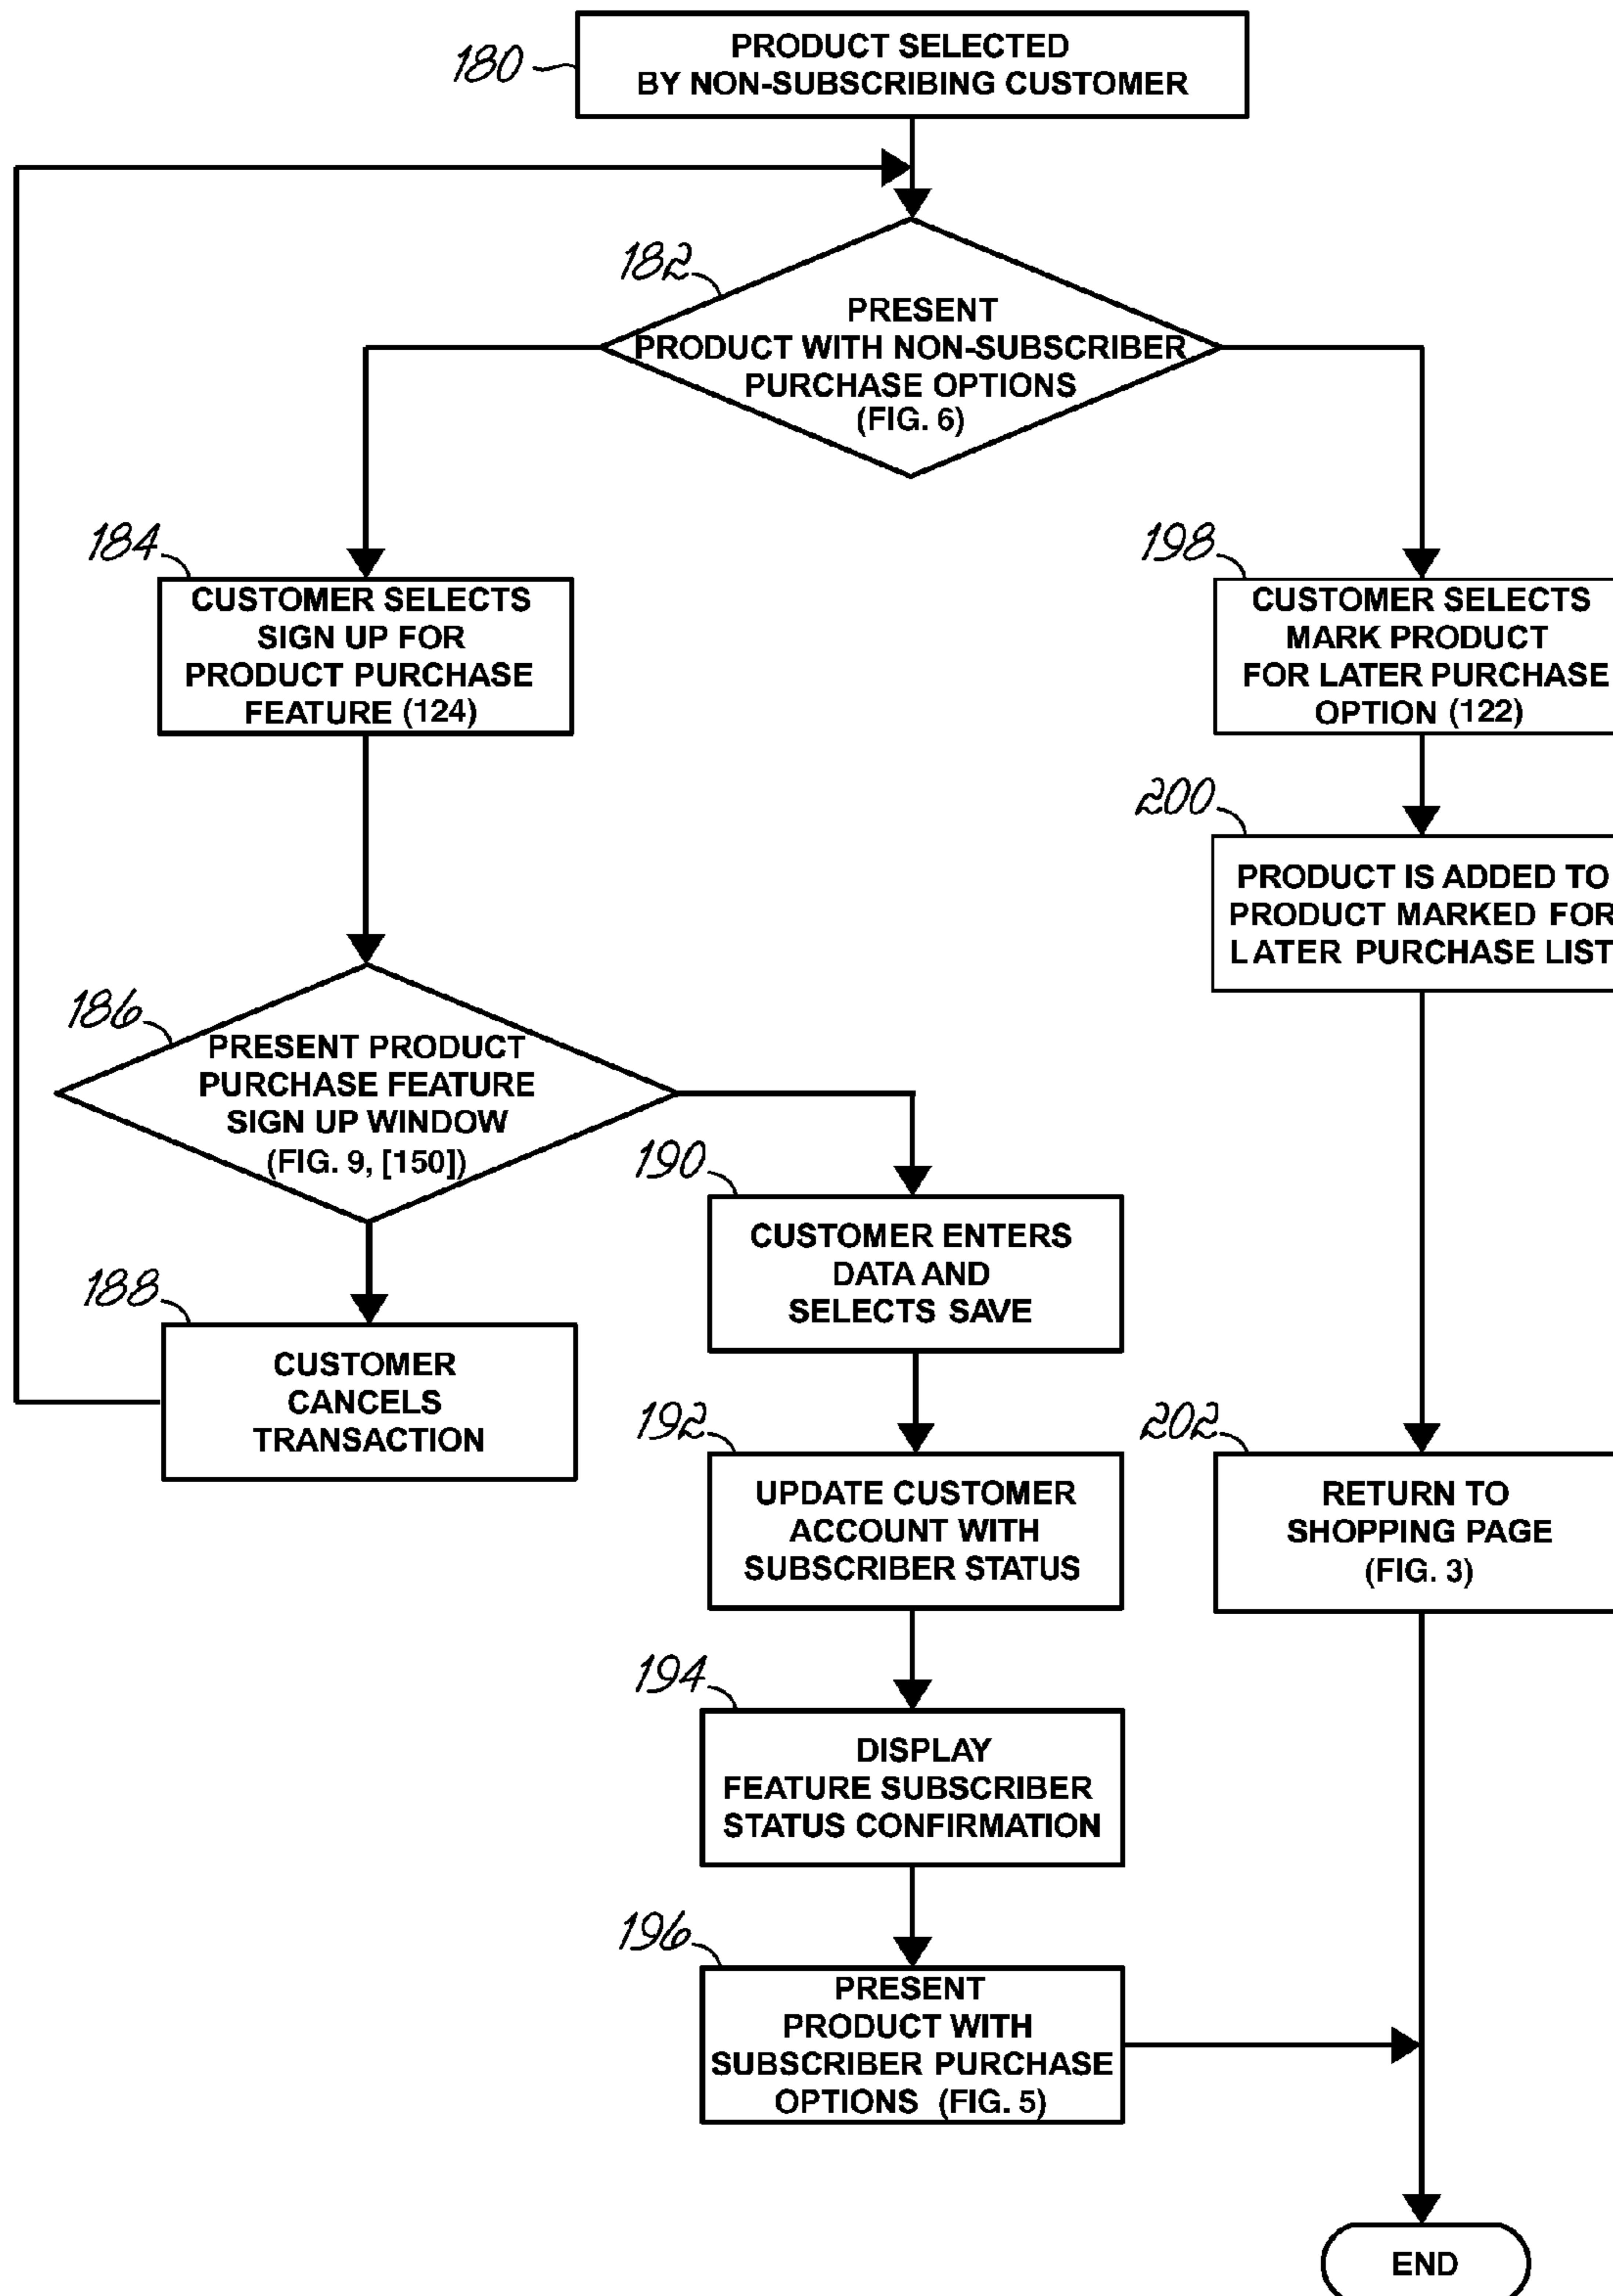 180
PRODUCT SELECTED
BY NON-SUBSCRIBING CUSTOMER
182
PRESENT
PRODUCT WITH NON-SUBSCRIBER
PURCHASE OPTIONS
(FIG. 6)
184
CUSTOMER SELECTS
SIGN UP FOR
PRODUCT PURCHASE
FEATURE (124)
198
CUSTOMER SELECTS
MARK PRODUCT
FOR LATER PURCHASE
OPTION (122)
200
PRODUCT IS ADDED TO
PRODUCT MARKED FOR
LATER PURCHASE LIST
186
PRESENT PRODUCT
PURCHASE FEATURE
SIGN UP WINDOW
(FIG. 9, [150])
188
CUSTOMER
CANCELS
TRANSACTION
190
CUSTOMER ENTERS
DATA AND
SELECTS SAVE
192
UPDATE CUSTOMER
ACCOUNT WITH
SUBSCRIBER STATUS
202
RETURN TO
SHOPPING PAGE
(FIG. 3)
194
DISPLAY
FEATURE SUBSCRIBER
STATUS CONFIRMATION
196
PRESENT
PRODUCT WITH
SUBSCRIBER PURCHASE
OPTIONS (FIG. 5)
END